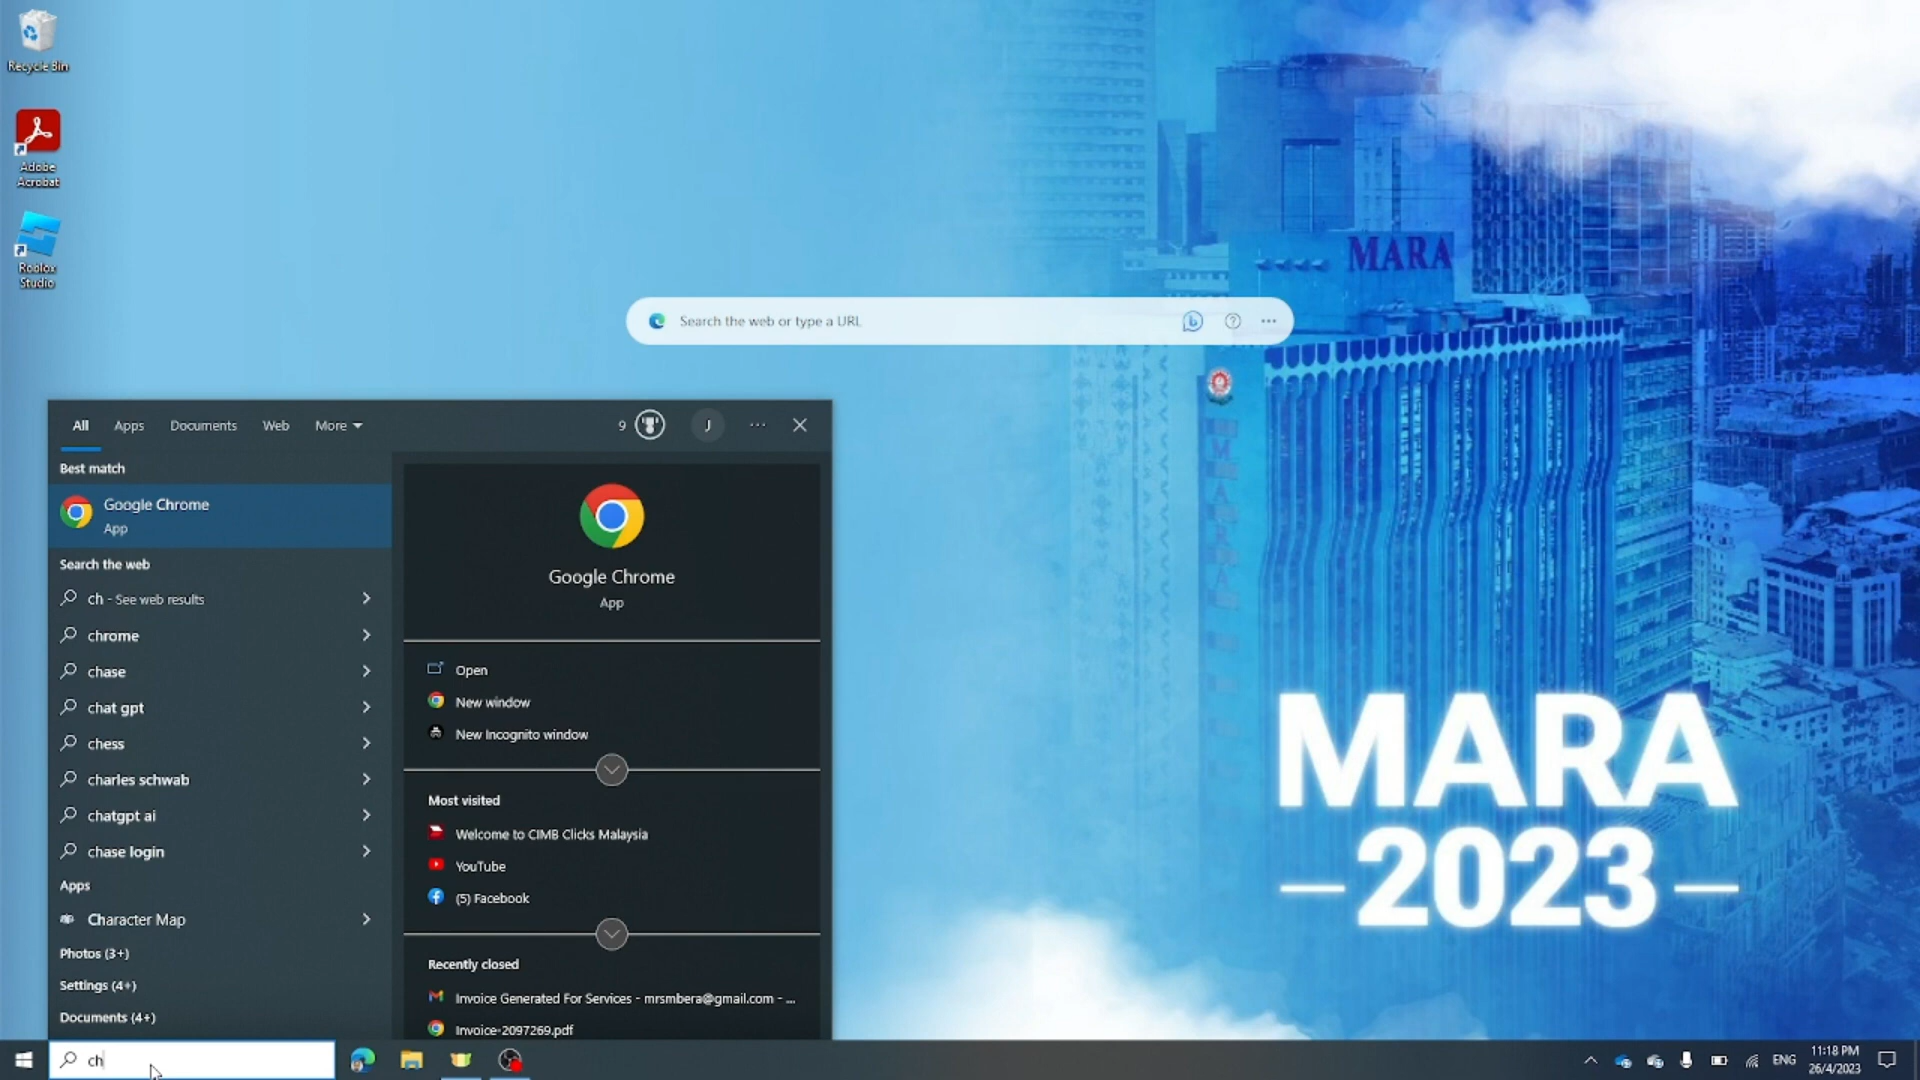 Recycle Bin
Adobe
Acrobat
Roblox
Studio
MARA
Search the web or type a URL
All Apps Documents Web More 9 J
Best match
Google Chrome
App
Search the web
ch - See web results
chrome
chase
chat gpt
chess
charles schwab
chatgpt ai
chase login
Apps
Character Map
Photos (3+)
Settings (4+)
Documents (4+)
Google Chrome
App
Open
New window
New Incognito window
Most visited
Welcome to CIMB Clicks Malaysia
YouTube
(5) Facebook
Recently closed
Invoice Generated For Services - mrsmbera@gmail.com - ...
Invoice-2097269.pdf
MARA
MARA
2023
ch
ENG
11:18 PM
26/4/2023